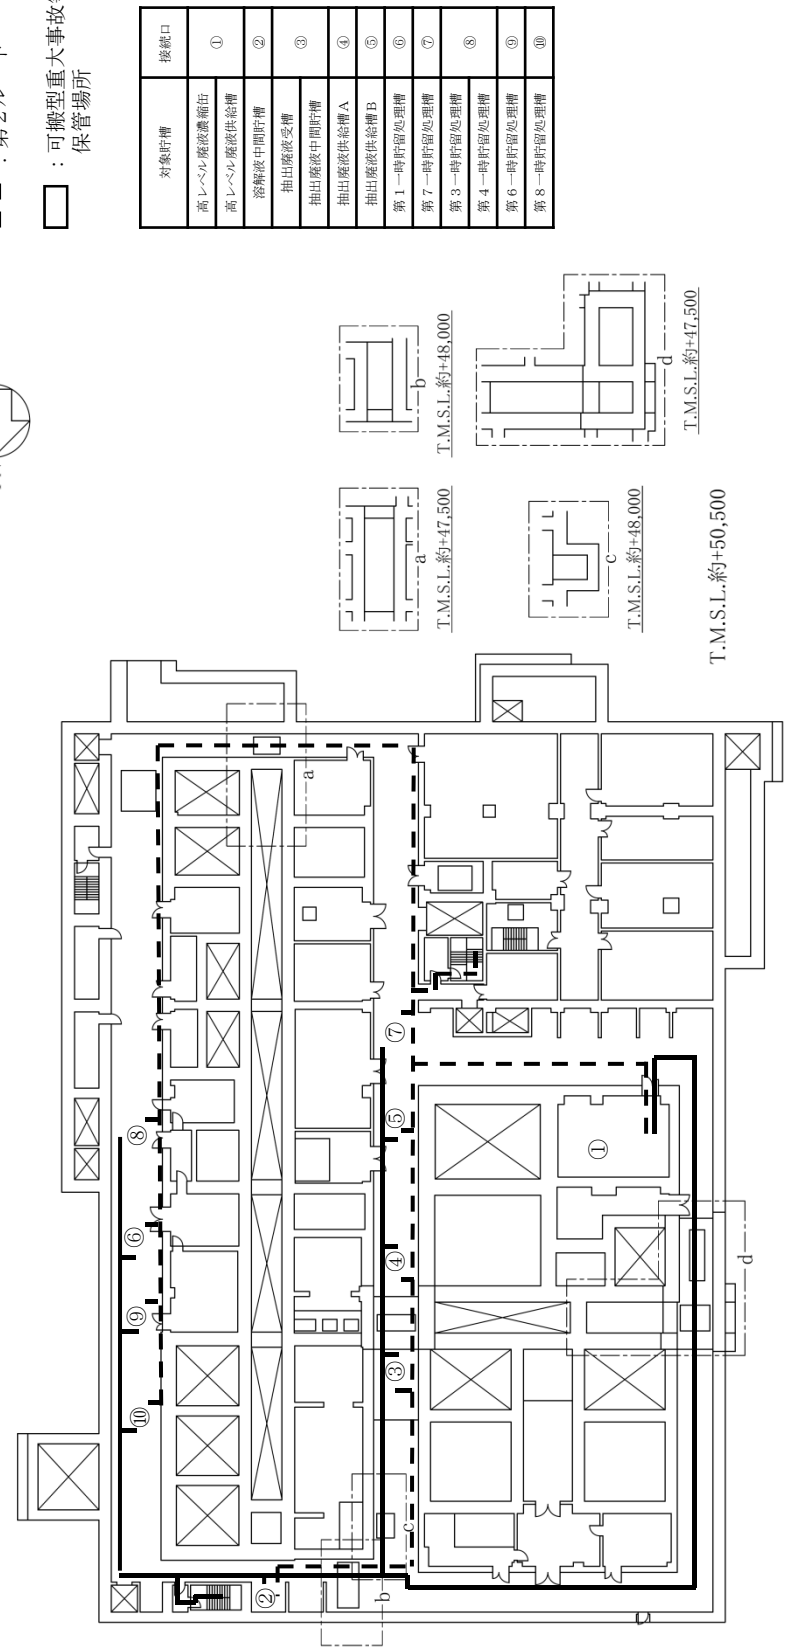 ：可搬型重大事故
保管場所
対象貯槽 接続口
高レベル廃液濃縮缶 ①
高レベル廃液供給槽
溶解液中間貯槽 ②
抽出廃液受槽 ③
抽出廃液中間貯槽
抽出廃液供給槽A ④
抽出廃液供給槽B ⑤
第1一時貯留処理槽 ⑥
第7一時貯留処理槽 ⑦
第3一時貯留処理槽 ⑧
第4一時貯留処理槽
第6一時貯留処理槽 ⑨
第8一時貯留処理槽 ⑩
a
T.M.S.L.約+47,500
b
T.M.S.L.約+48,000
c
T.M.S.L.約+48,000
d
T.M.S.L.約+47,500
T.M.S.L.約+50,500
①
②
③
④
⑤
⑥
⑦
⑧
⑨
⑩
a
b
c
d